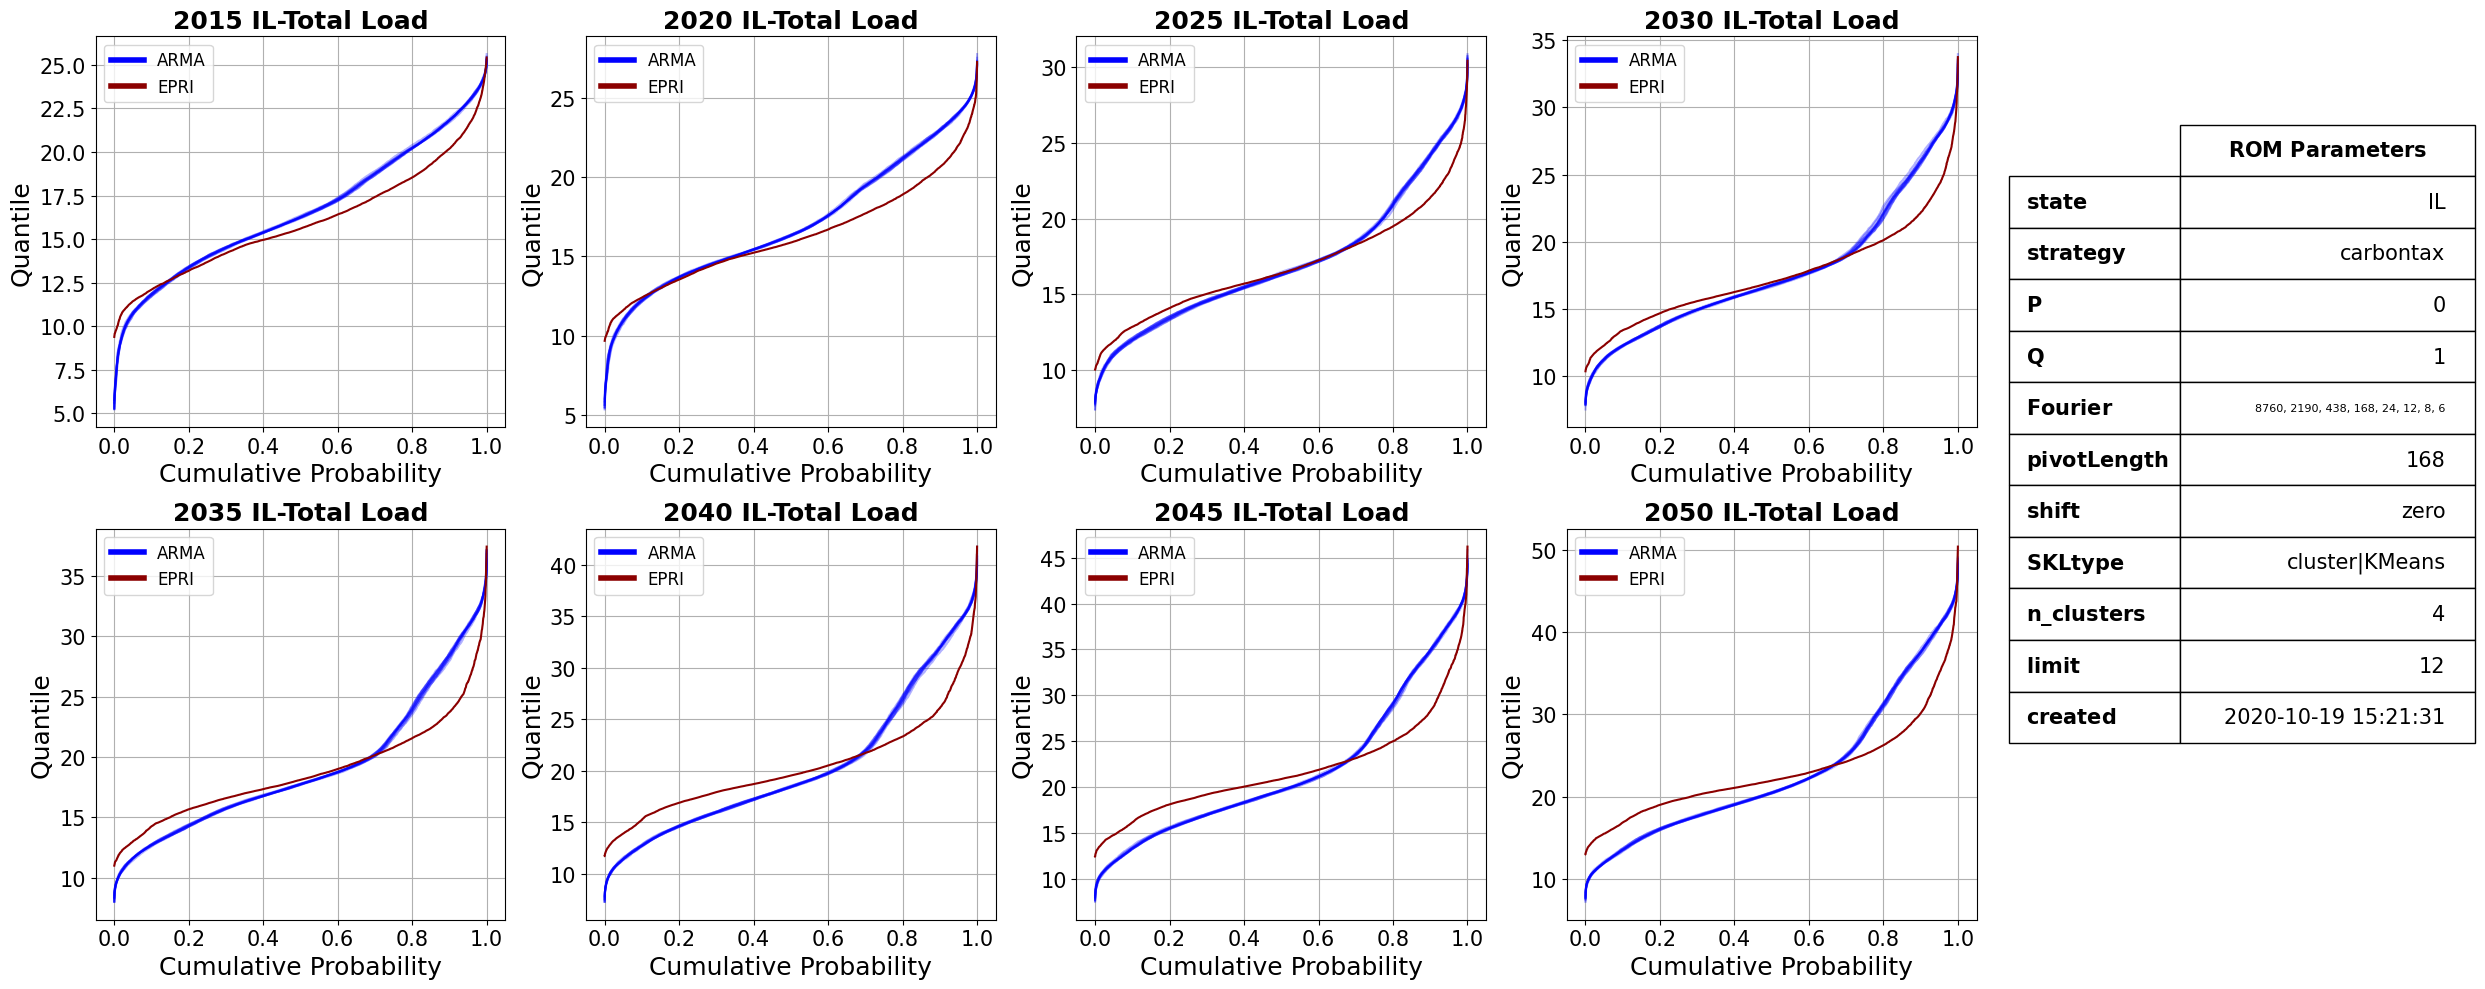 2015 IL-Total Load
25.0
22.5
20.0
17.5
15.0
12.5
10.0
7.5
5.0
Quantile
ARMA
EPRI
0.0 0.2 0.4 0.6 0.8 1.0
Cumulative Probability
2020 IL-Total Load
25
20
15
10
5
Quantile
ARMA
EPRI
0.0 0.2 0.4 0.6 0.8 1.0
Cumulative Probability
2025 IL-Total Load
30
25
20
15
10
Quantile
ARMA
EPRI
0.0 0.2 0.4 0.6 0.8 1.0
Cumulative Probability
2030 IL-Total Load
35
30
25
20
15
10
Quantile
ARMA
EPRI
0.0 0.2 0.4 0.6 0.8 1.0
Cumulative Probability
2035 IL-Total Load
35
30
25
20
15
10
Quantile
ARMA
EPRI
0.0 0.2 0.4 0.6 0.8 1.0
Cumulative Probability
2040 IL-Total Load
40
35
30
25
20
15
10
Quantile
ARMA
EPRI
0.0 0.2 0.4 0.6 0.8 1.0
Cumulative Probability
2045 IL-Total Load
45
40
35
30
25
20
15
10
Quantile
ARMA
EPRI
0.0 0.2 0.4 0.6 0.8 1.0
Cumulative Probability
2050 IL-Total Load
50
40
30
20
10
Quantile
ARMA
EPRI
0.0 0.2 0.4 0.6 0.8 1.0
Cumulative Probability
ROM Parameters
state IL
strategy carbontax
P 0
Q 1
Fourier 8760, 2190, 438, 168, 24, 12, 8, 6
pivotLength 168
shift zero
SKLtype cluster|KMeans
n_clusters 4
limit 12
created 2020-10-19 15:21:31